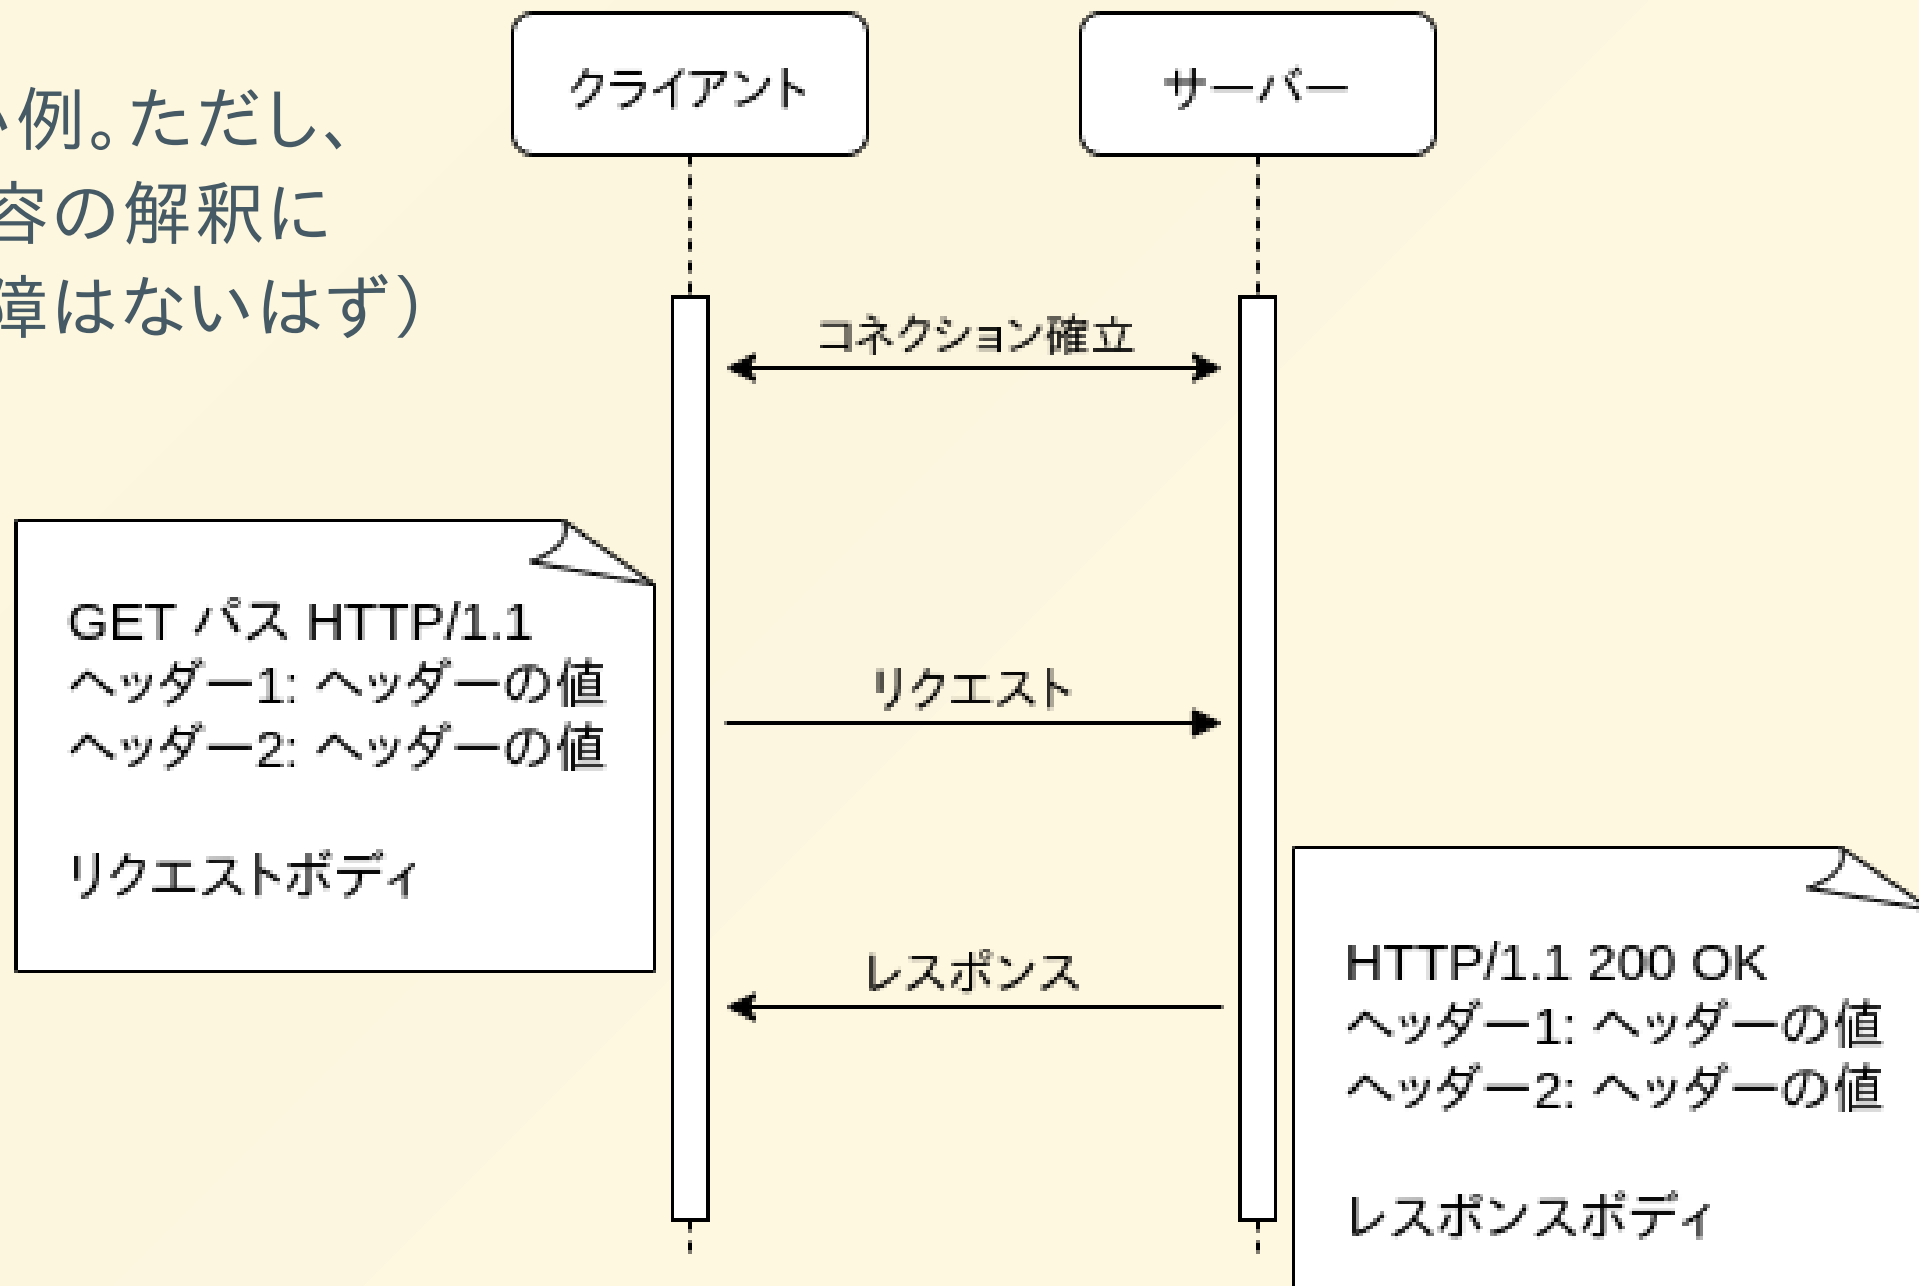 い例。ただし、
容の解釈に
障はないはず）
クライアント
サーバー
コネクション確立
GET パス HTTP/1.1
ヘッダー1: ヘッダーの値
ヘッダー2: ヘッダーの値
リクエストボディ
リクエスト
レスポンス
HTTP/1.1 200 OK
ヘッダー1: ヘッダーの値
ヘッダー2: ヘッダーの値
レスポンスボディ